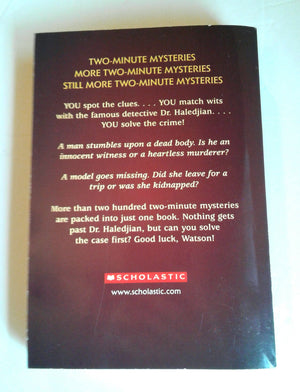 TWO-MINUTE MYSTERIES
MORE TWO-MINUTE MYSTERIES
STILL MORE TWO-MINUTE MYSTERIES
YOU spot the clues. . . . YOU match wits
with the famous detective Dr. Haledjian. . . .
YOU solve the crime!
A man stumbles upon a dead body. Is he an
innocent witness or a heartless murderer?
A model goes missing. Did she leave for a
trip or was she kidnapped?
More than two hundred two-minute mysteries
are packed into just one book. Nothing gets
past Dr. Haledjian, but can you solve
the case first? Good luck, Watson!
SCHOLASTIC
www.scholastic.com